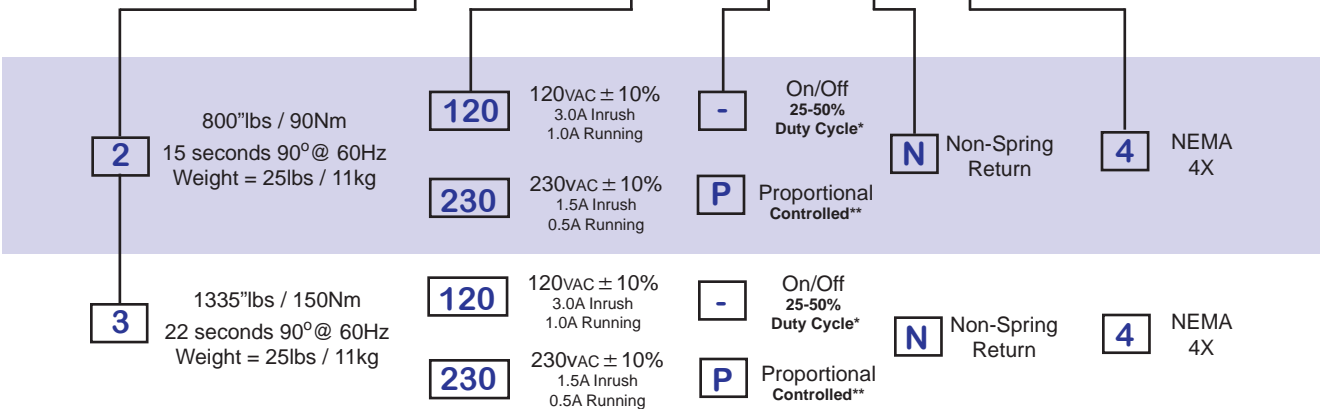 2
800"lbs / 90Nm
15 seconds 90º@ 60Hz
Weight = 25lbs / 11kg
120
120VAC ± 10%
3.0A Inrush
1.0A Running
230
230VAC ± 10%
1.5A Inrush
0.5A Running
-
On/Off
25-50%
Duty Cycle*
P
Proportional
Controlled**
N
Non-Spring
Return
4
NEMA
4X
3
1335"lbs / 150Nm
22 seconds 90º@ 60Hz
Weight = 25lbs / 11kg
120
120VAC ± 10%
3.0A Inrush
1.0A Running
230
230VAC ± 10%
1.5A Inrush
0.5A Running
-
On/Off
25-50%
Duty Cycle*
P
Proportional
Controlled**
N
Non-Spring
Return
4
NEMA
4X